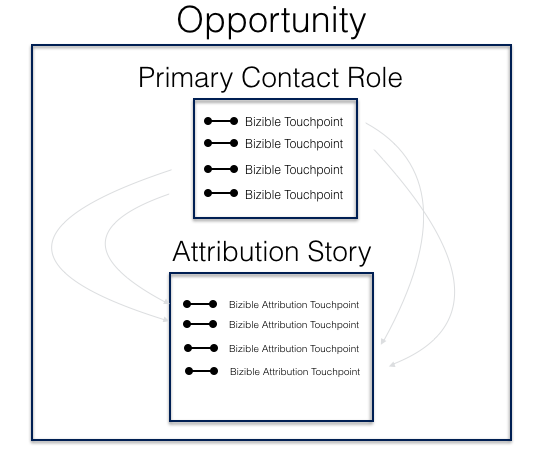 Opportunity
Primary Contact Role
Bizible Touchpoint
Bizible Touchpoint
Bizible Touchpoint
Bizible Touchpoint
Attribution Story
Bizible Attribution Touchpoint
Bizible Attribution Touchpoint
Bizible Attribution Touchpoint
Bizible Attribution Touchpoint